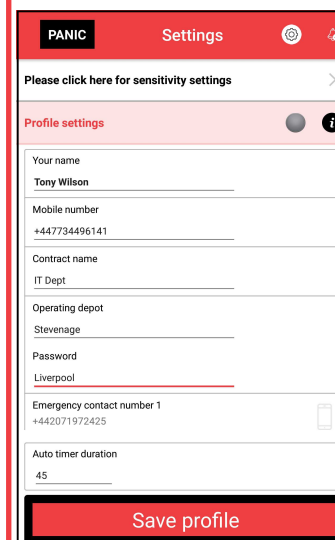 PANIC Settings
Please click here for sensitivity settings
Profile settings i
Your name
Tony Wilson
Mobile number
+447734496141
Contract name
IT Dept
Operating depot
Stevenage
Password
Liverpool
Emergency contact number 1
+442071972425
Auto timer duration
45
Save profile